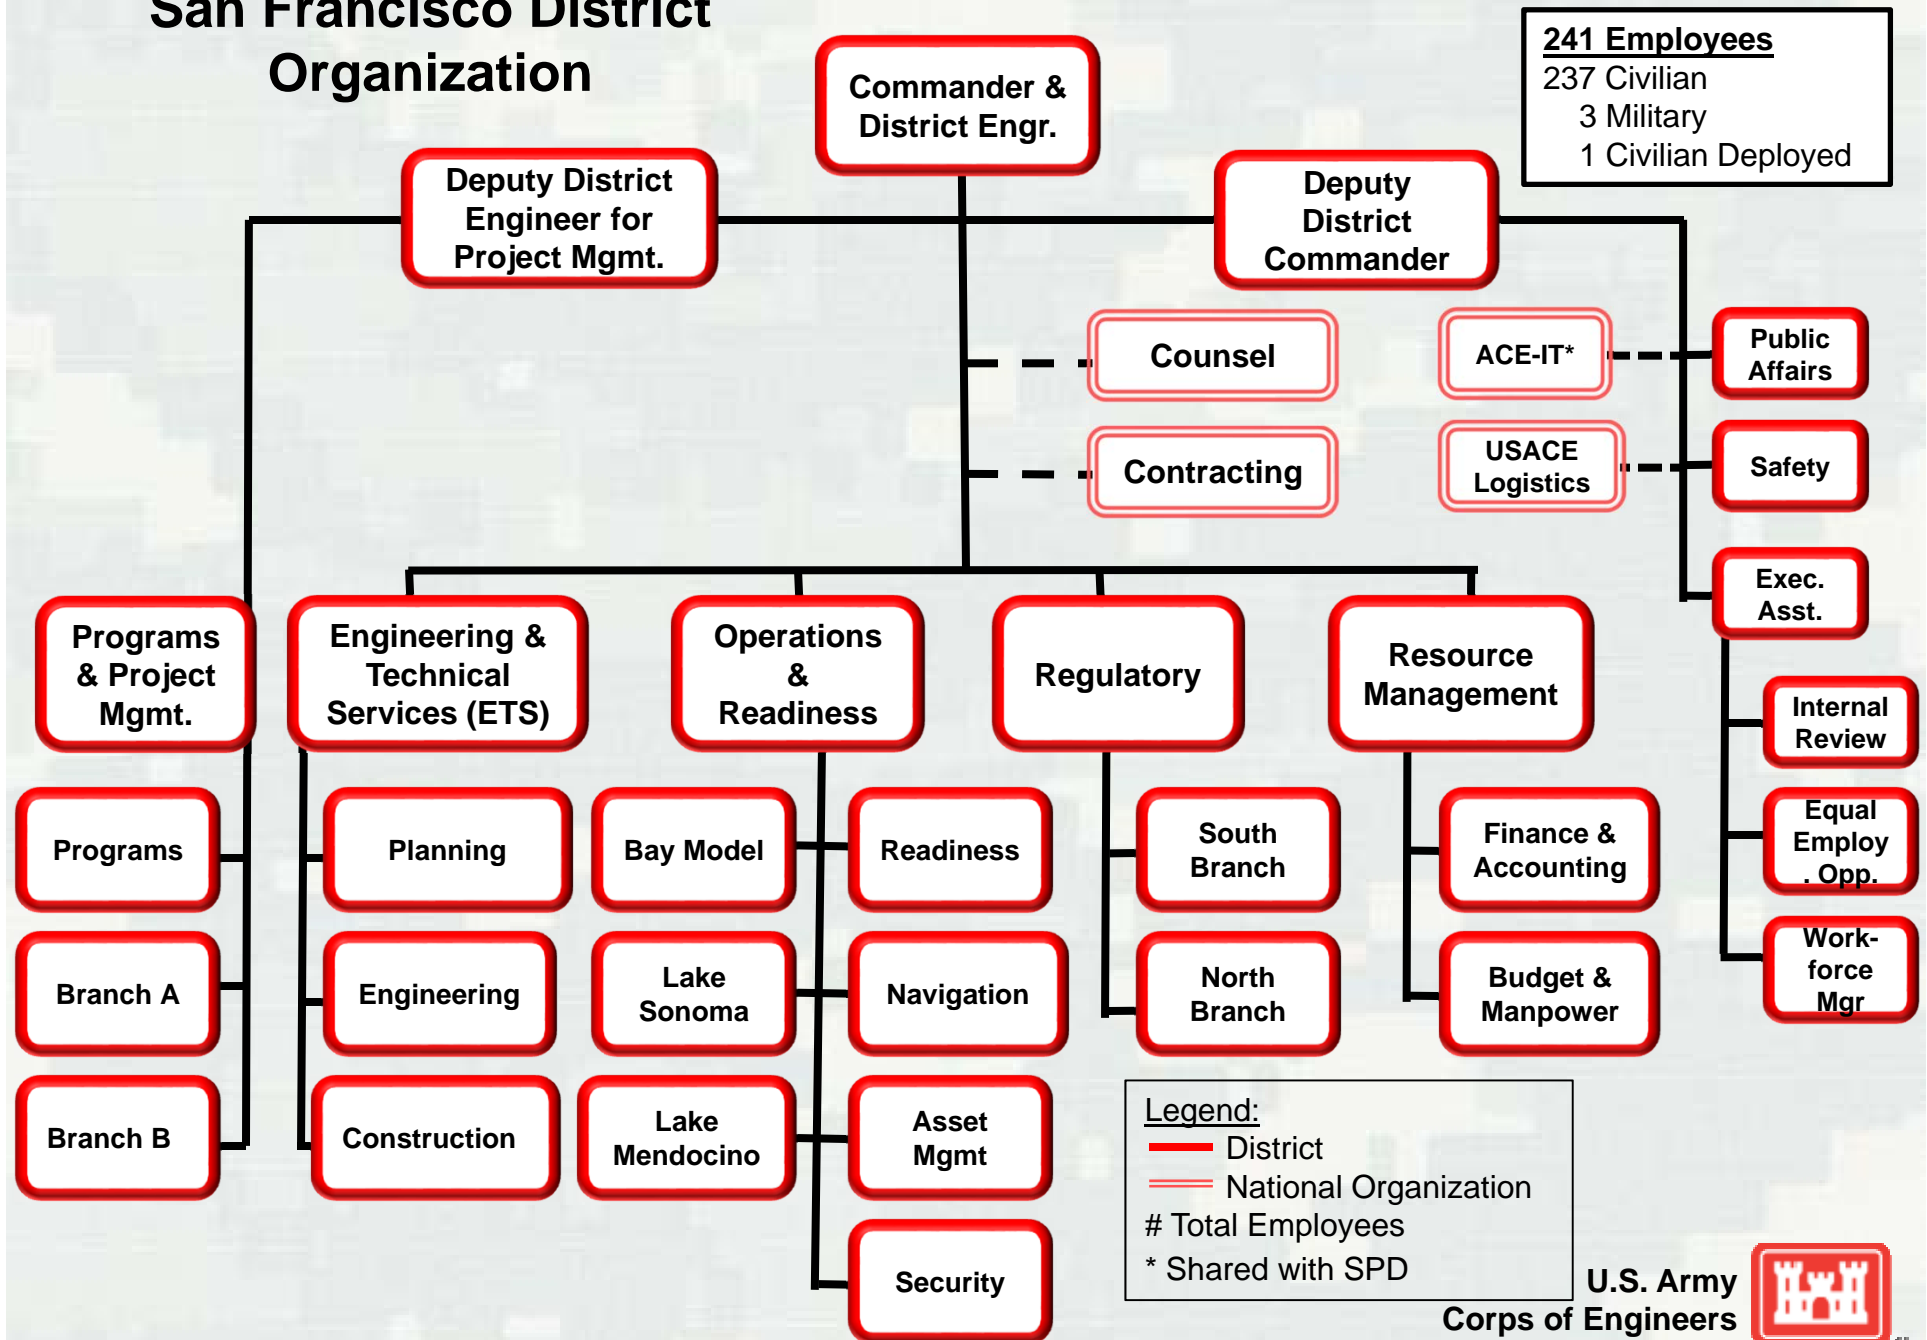 San Francisco District
Organization
241 Employees
237 Civilian
3 Military
1 Civilian Deployed
Commander &
District Engr.
Deputy District
Engineer for
Project Mgmt.
Deputy
District
Commander
Counsel
ACE-IT*
Public
Affairs
Contracting
USACE
Logistics
Safety
Exec.
Asst.
Programs
& Project
Mgmt.
Engineering &
Technical
Services (ETS)
Operations
&
Readiness
Regulatory
Resource
Management
Internal
Review
Equal
Employ
. Opp.
Work-
force
Mgr
Programs
Branch A
Branch B
Planning
Engineering
Construction
Bay Model
Lake
Sonoma
Lake
Mendocino
Readiness
Navigation
Asset
Mgmt
Security
South
Branch
North
Branch
Finance &
Accounting
Budget &
Manpower
Legend:
District
National Organization
# Total Employees
* Shared with SPD
U.S. Army
Corps of Engineers